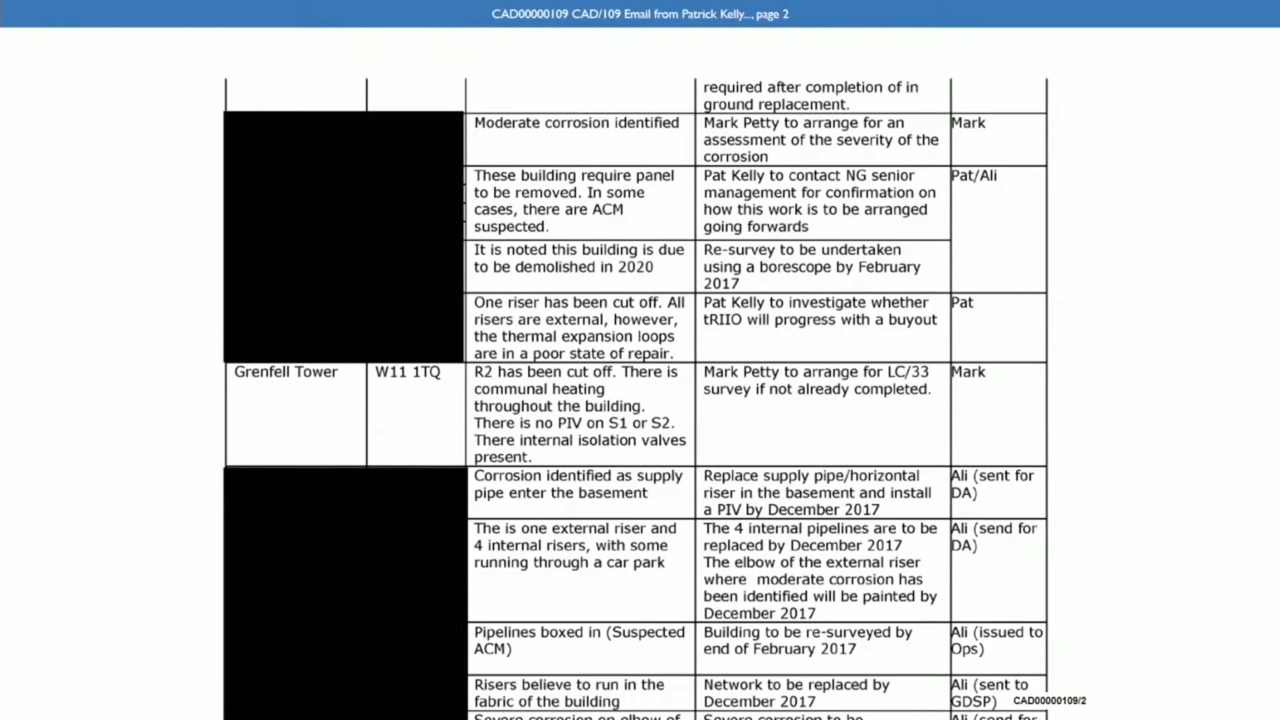 CAD00000109 CAD/109 Email from Patrick Kelly..., page 2
required after completion of in
ground replacement.
Moderate corrosion identified
Mark Petty to arrange for an
assessment of the severity of the
corrosion
Mark
These building require panel
to be removed. In some
cases, there are ACM
suspected.
Pat Kelly to contact NG senior
management for confirmation on
how this work is to be arranged
going forwards
Pat/Ali
It is noted this building is due
to be demolished in 2020
Re-survey to be undertaken
using a borescope by February
2017
One riser has been cut off. All
risers are external, however,
the thermal expansion loops
are in a poor state of repair.
Pat Kelly to investigate whether
tRIIO will progress with a buyout
Pat
Grenfell Tower
W11 1TQ
R2 has been cut off. There is
communal heating
throughout the building.
There is no PIV on S1 or S2.
There internal isolation valves
present.
Mark Petty to arrange for LC/33
survey if not already completed.
Mark
Corrosion identified as supply
pipe enter the basement
Replace supply pipe/horizontal
riser in the basement and install
a PIV by December 2017
Ali (sent for
DA)
The is one external riser and
4 internal risers, with some
running through a car park
The 4 internal pipelines are to be
replaced by December 2017
The elbow of the external riser
where moderate corrosion has
been identified will be painted by
December 2017
Ali (send for
DA)
Pipelines boxed in (Suspected
ACM)
Building to be re-surveyed by
end of February 2017
Ali (issued to
Ops)
Risers believe to run in the
fabric of the building
Network to be replaced by
December 2017
Ali (sent to
GDSP)
CAD00000109/2
Severe corrosion on elbow of
Severe corrosion to be
Ali (send for